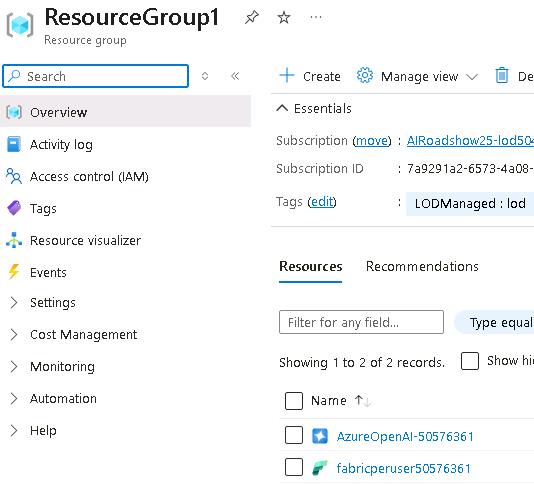 ResourceGroup1
Resource group
Search
Overview
Activity log
Access control (IAM)
Tags
Resource visualizer
Events
Settings
Cost Management
Monitoring
Automation
Help
Create
Manage view
De
Essentials
Subscription (move) : AIRoadshow25-lod504
Subscription ID : 7a9291a2-6573-4a08-
Tags (edit) : LODManaged : lod
Resources Recommendations
Filter for any field...
Type equal
Showing 1 to 2 of 2 records.
Show hid
Name
AzureOpenAI-50576361
fabricperuser50576361